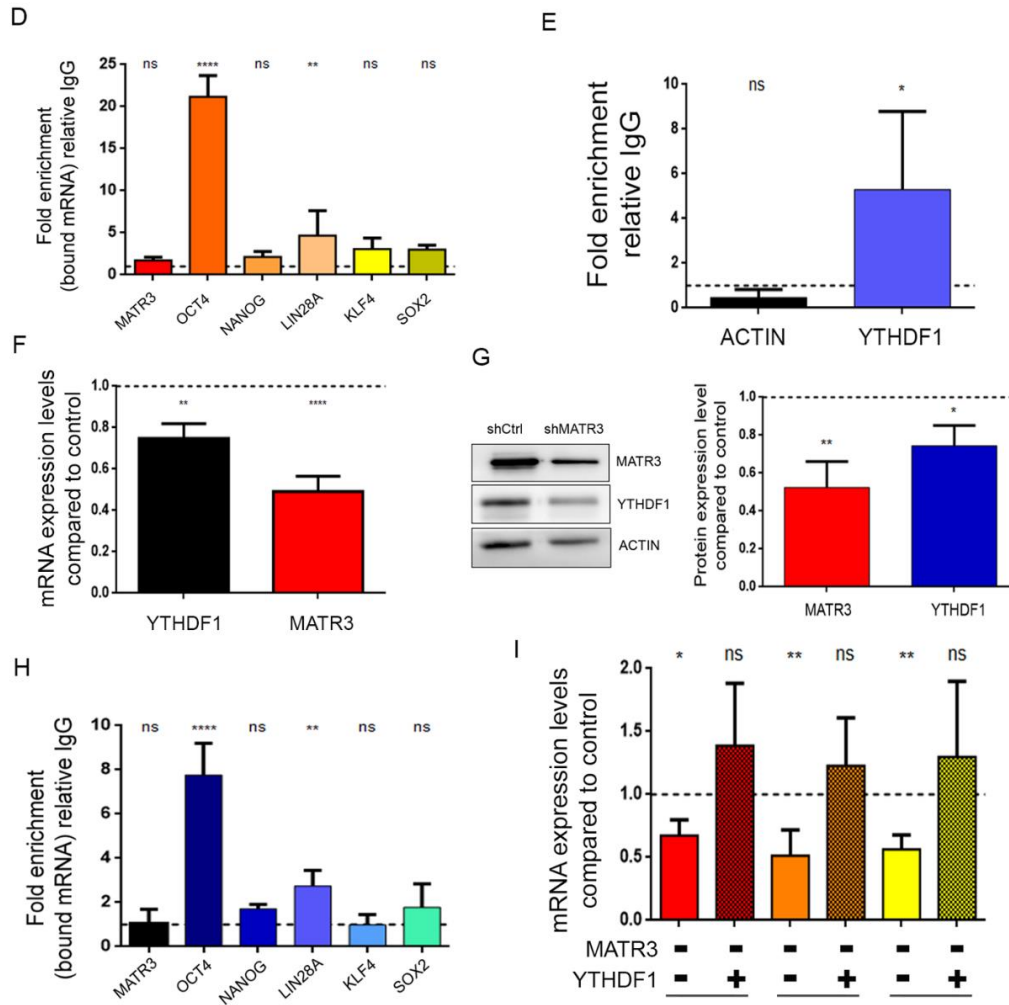 D
Fold enrichment
(bound mRNA) relative IgG
ns **** ns ** ns ns
25
20
15
10
5
0
MATR3 OCT4 NANOG LIN28A KLF4 SOX2
E
Fold enrichment
relative IgG
ns *
10
8
6
4
2
0
ACTIN YTHDF1
F
mRNA expression levels
compared to control
1.0
0.8
0.6
0.4
0.2
0.0
** ****
YTHDF1 MATR3
G
shCtrl shMATR3
MATR3
YTHDF1
ACTIN
Protein expression level
compared to control
1.0
0.8
0.6
0.4
0.2
0.0
** *
MATR3 YTHDF1
H
Fold enrichment
(bound mRNA) relative IgG
ns **** ns ** ns ns
10
8
6
4
2
0
MATR3 OCT4 NANOG LIN28A KLF4 SOX2
I
mRNA expression levels
compared to control
* ns ** ns ** ns
2.0
1.5
1.0
0.5
0.0
MATR3 - - - - - -
YTHDF1 - + - + - +